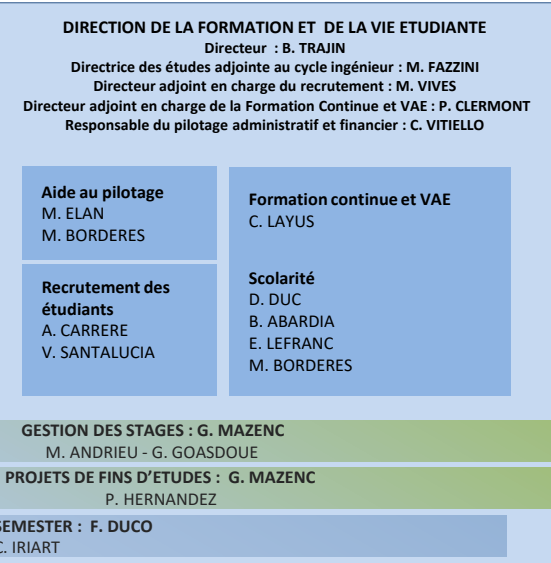 DIRECTION DE LA FORMATION ET DE LA VIE ETUDIANTE
Directeur : B. TRAJIN
Directrice des études adjointe au cycle ingénieur : M. FAZZINI
Directeur adjoint en charge du recrutement : M. VIVES
Directeur adjoint en charge de la Formation Continue et VAE : P. CLERMONT
Responsable du pilotage administratif et financier : C. VITIELLO
Aide au pilotage
M. ELAN
M. BORDERES
Recrutement des
étudiants
A. CARRERE
V. SANTALUCIA
Formation continue et VAE
C. LAYUS
Scolarité
D. DUC
B. ABARDIA
E. LEFRANC
M. BORDERES
GESTION DES STAGES : G. MAZENC
M. ANDRIEU - G. GOASDOUE
PROJETS DE FINS D'ETUDES : G. MAZENC
P. HERNANDEZ
SEMESTER : F. DUCO
C. IRIART